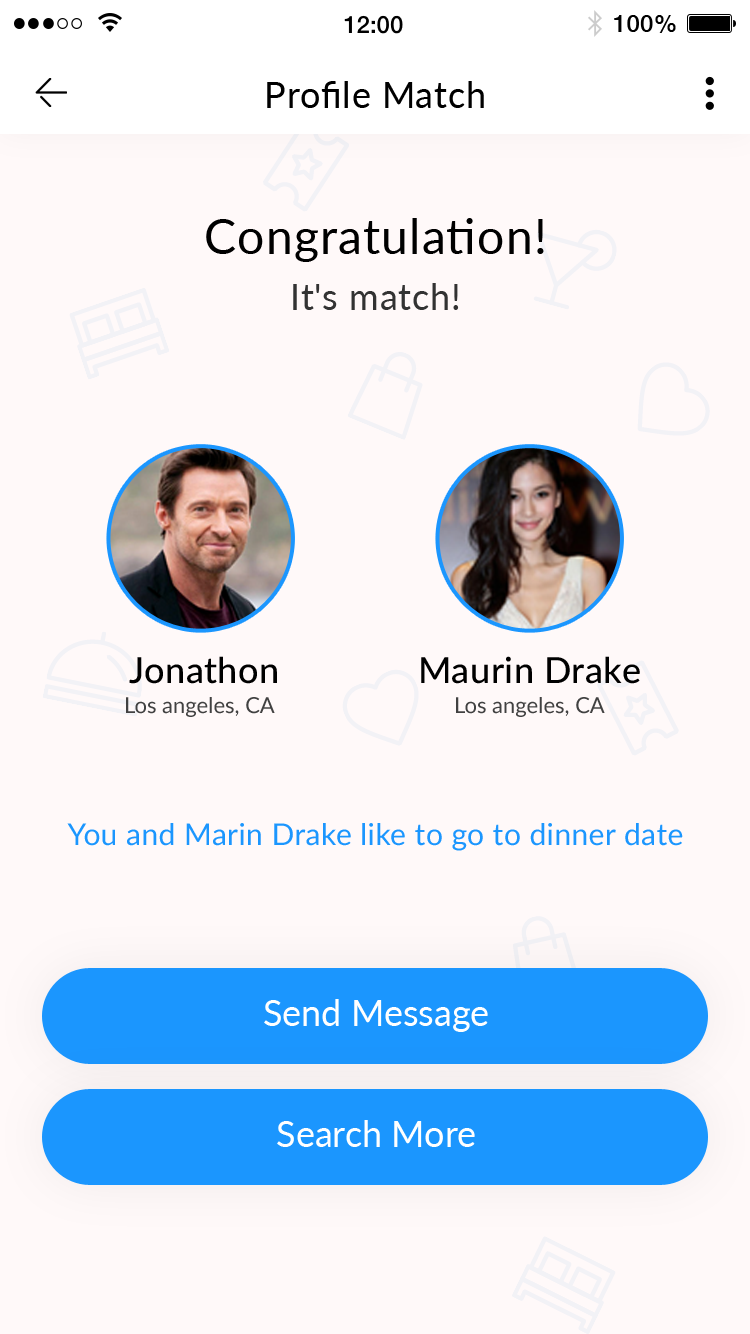 12:00
100%
Profile Match
Congratulation!
It's match!
Jonathon
Maurin Drake
Los angeles, CA
Los angeles, CA
You and Marin Drake like to go to dinner date
Send Message
Search More